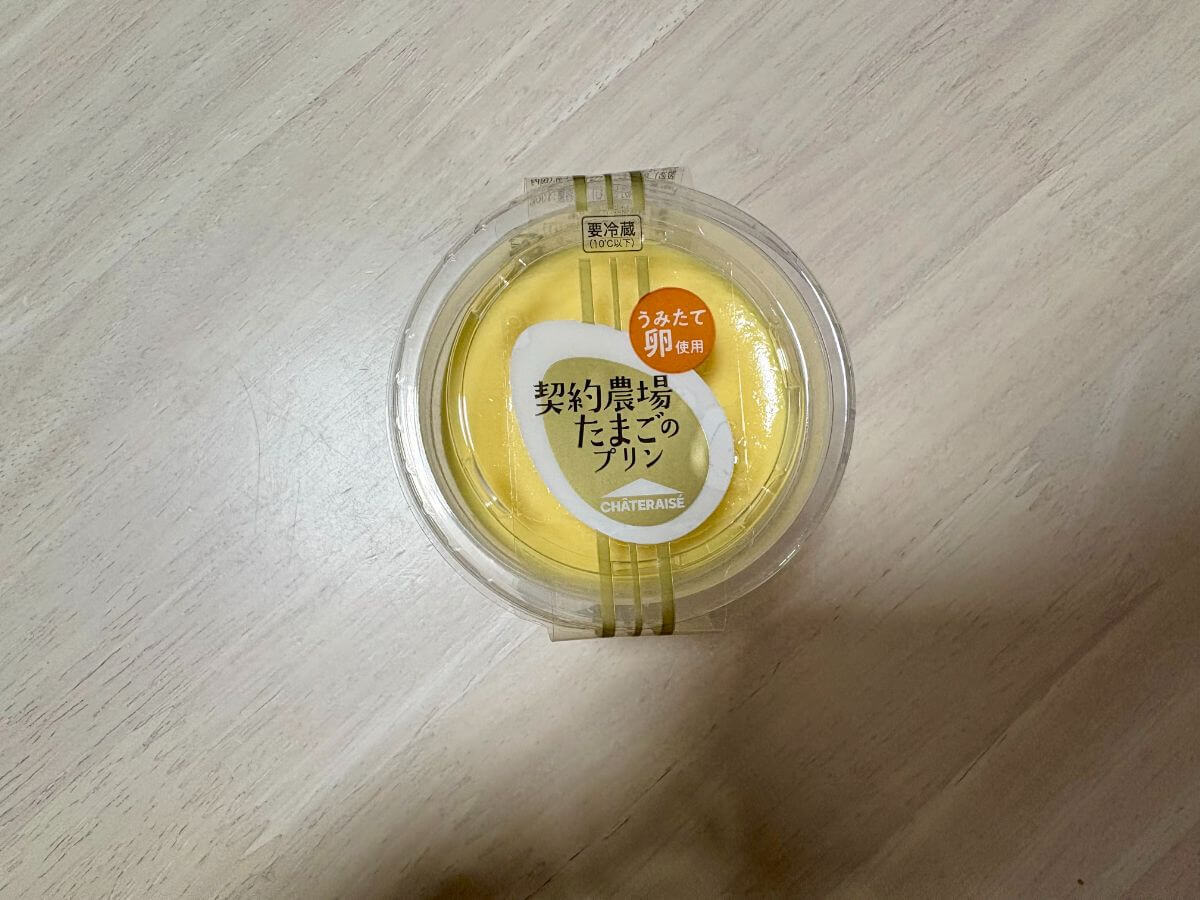 要冷蔵
(10℃以下)
うみたて
卵使用
契約農場
たまごの
プリン
CHÂTERAISÉ